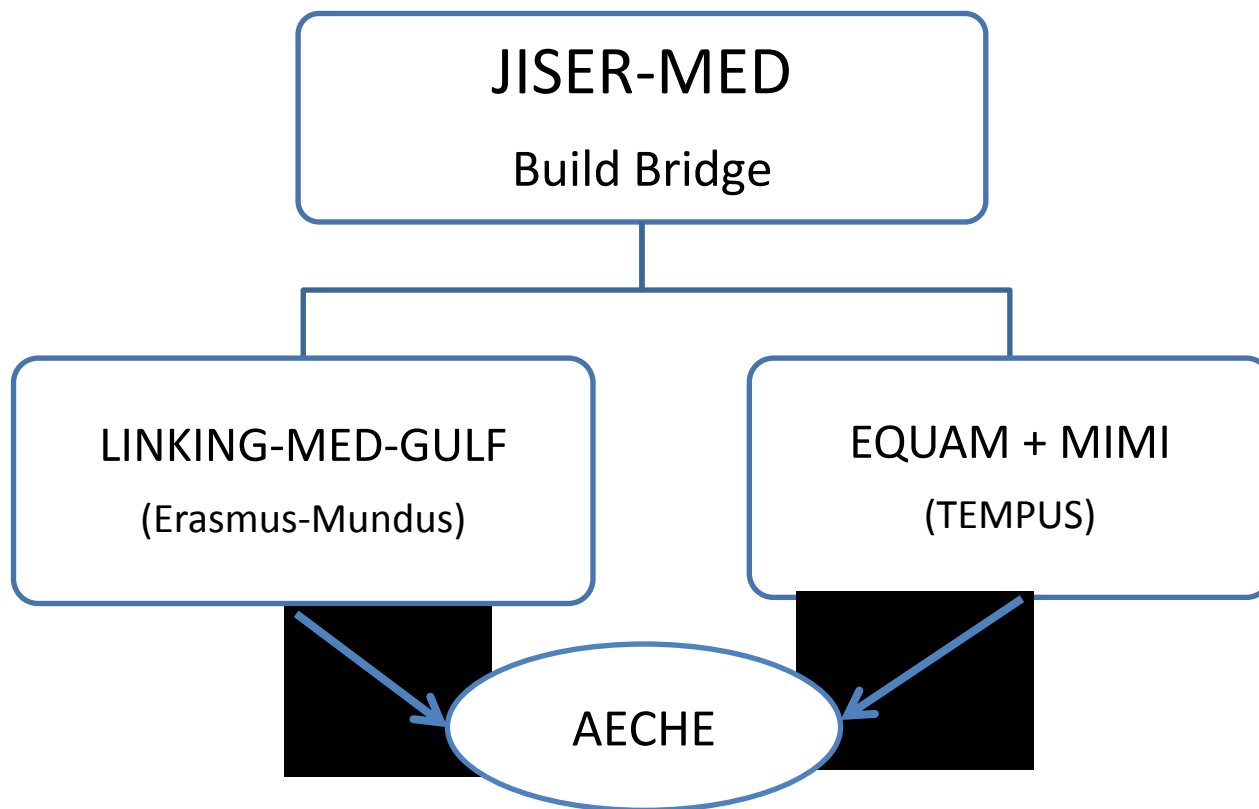 JISER-MED
Build Bridge
LINKING-MED-GULF
(Erasmus-Mundus)
EQUAM + MIMI
(TEMPUS)
AECHE